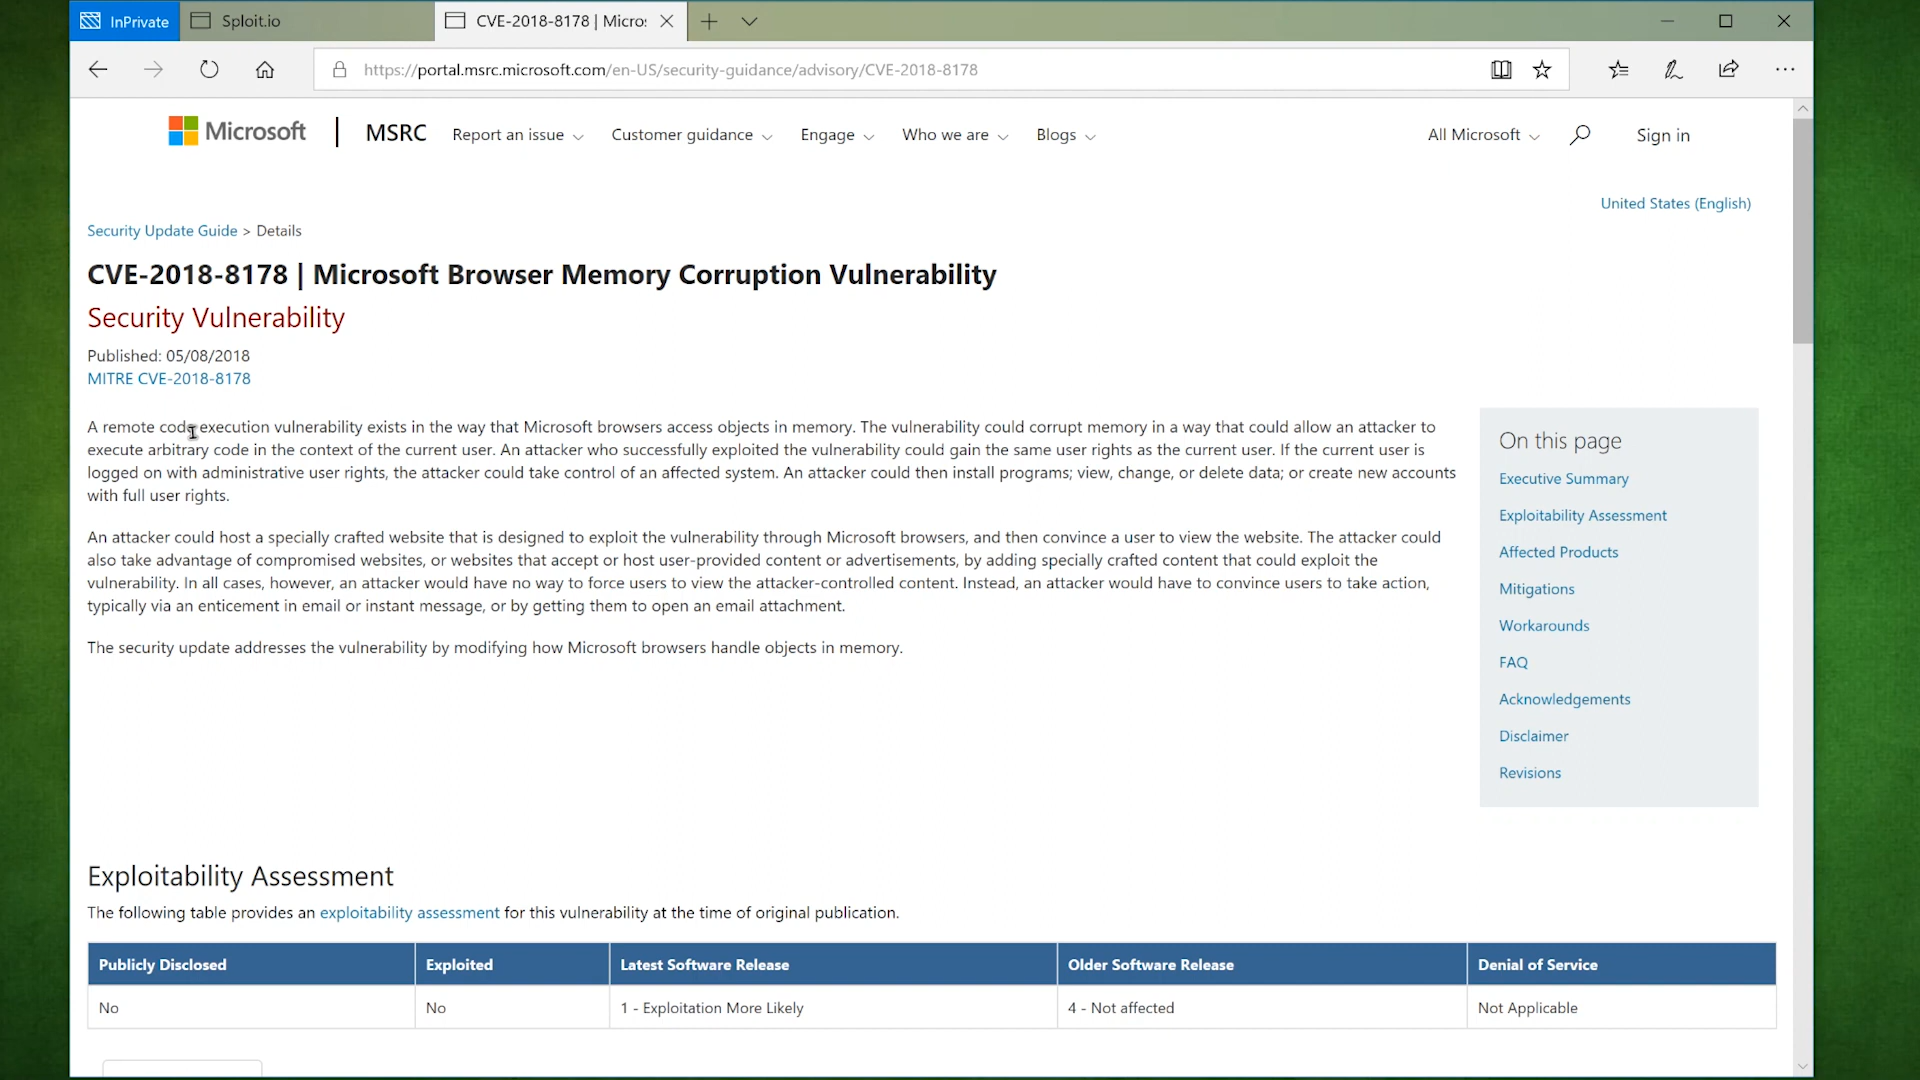 InPrivate
Sploit.io
CVE-2018-8178 | Micro
https://portal.msrc.microsoft.com/en-US/security-guidance/advisory/CVE-2018-8178
Microsoft | MSRC Report an issue Customer guidance Engage Who we are Blogs All Microsoft Sign in
United States (English)
Security Update Guide > Details
CVE-2018-8178 | Microsoft Browser Memory Corruption Vulnerability
Security Vulnerability
Published: 05/08/2018
MITRE CVE-2018-8178
A remote code execution vulnerability exists in the way that Microsoft browsers access objects in memory. The vulnerability could corrupt memory in a way that could allow an attacker to
execute arbitrary code in the context of the current user. An attacker who successfully exploited the vulnerability could gain the same user rights as the current user. If the current user is
logged on with administrative user rights, the attacker could take control of an affected system. An attacker could then install programs; view, change, or delete data; or create new accounts
with full user rights.
An attacker could host a specially crafted website that is designed to exploit the vulnerability through Microsoft browsers, and then convince a user to view the website. The attacker could
also take advantage of compromised websites, or websites that accept or host user-provided content or advertisements, by adding specially crafted content that could exploit the
vulnerability. In all cases, however, an attacker would have no way to force users to view the attacker-controlled content. Instead, an attacker would have to convince users to take action,
typically via an enticement in email or instant message, or by getting them to open an email attachment.
The security update addresses the vulnerability by modifying how Microsoft browsers handle objects in memory.
On this page
Executive Summary
Exploitability Assessment
Affected Products
Mitigations
Workarounds
FAQ
Acknowledgements
Disclaimer
Revisions
Exploitability Assessment
The following table provides an exploitability assessment for this vulnerability at the time of original publication.
Publicly Disclosed Exploited Latest Software Release Older Software Release Denial of Service
No No 1 - Exploitation More Likely 4 - Not affected Not Applicable